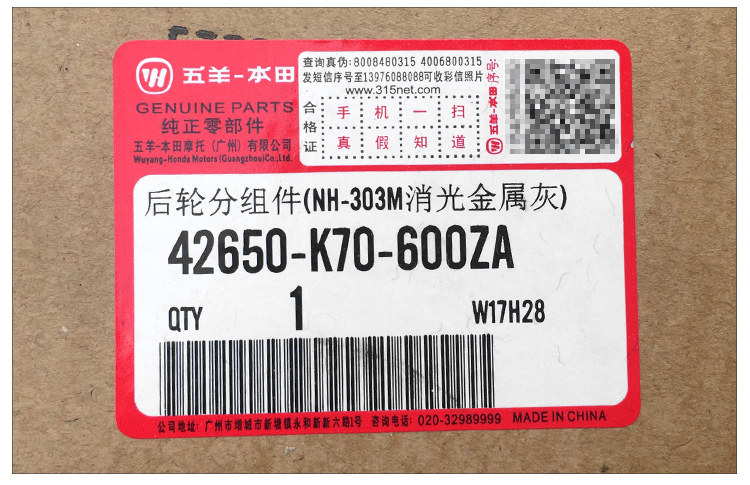 五羊-本田
GENUINE PARTS
纯正零部件
五羊-本田摩托（广州）有限公司
Wuyang-Honda Motors(Guangzhou)Co.,Ltd.
查询真伪:8008480315 4006800315
发短信序号至13976088088可收彩信照片
www.315net.com
合格证
手机一扫
真假知道
五羊-本田 序号:
后轮分组件(NH-303M消光金属灰)
42650-K70-600ZA
QTY 1 W17H28
公司地址: 广州市增城市新塘镇永和新新六路1号 咨询电话: 020-32989999 MADE IN CHINA